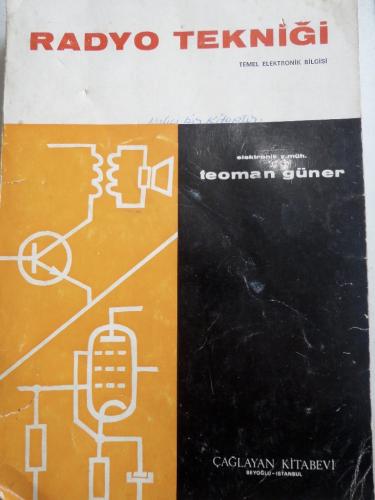 RADYO TEKNİĞİ
TEMEL ELEKTRONİK BİLGİSİ
elektronik y.müh.
teoman güner
ÇAĞLAYAN KİTABEVİ
BEYOĞLU-İSTANBUL